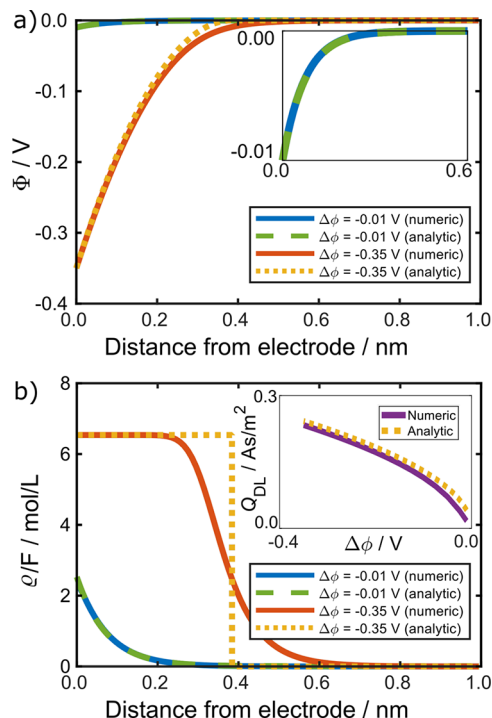 a)
0.0
-0.1
-0.2
-0.3
-0.4
Φ / V
0.00
-0.01
0.0
0.6
Δϕ = -0.01 V (numeric)
Δϕ = -0.01 V (analytic)
Δϕ = -0.35 V (numeric)
Δϕ = -0.35 V (analytic)
0.0 0.2 0.4 0.6 0.8 1.0
Distance from electrode / nm
b)
8
6
4
2
0
ϱ/F / mol/L
0.3
0.0
Q_DL / As/m²
Numeric
Analytic
-0.4
0.0
Δϕ / V
Δϕ = -0.01 V (numeric)
Δϕ = -0.01 V (analytic)
Δϕ = -0.35 V (numeric)
Δϕ = -0.35 V (analytic)
0.0 0.2 0.4 0.6 0.8 1.0
Distance from electrode / nm